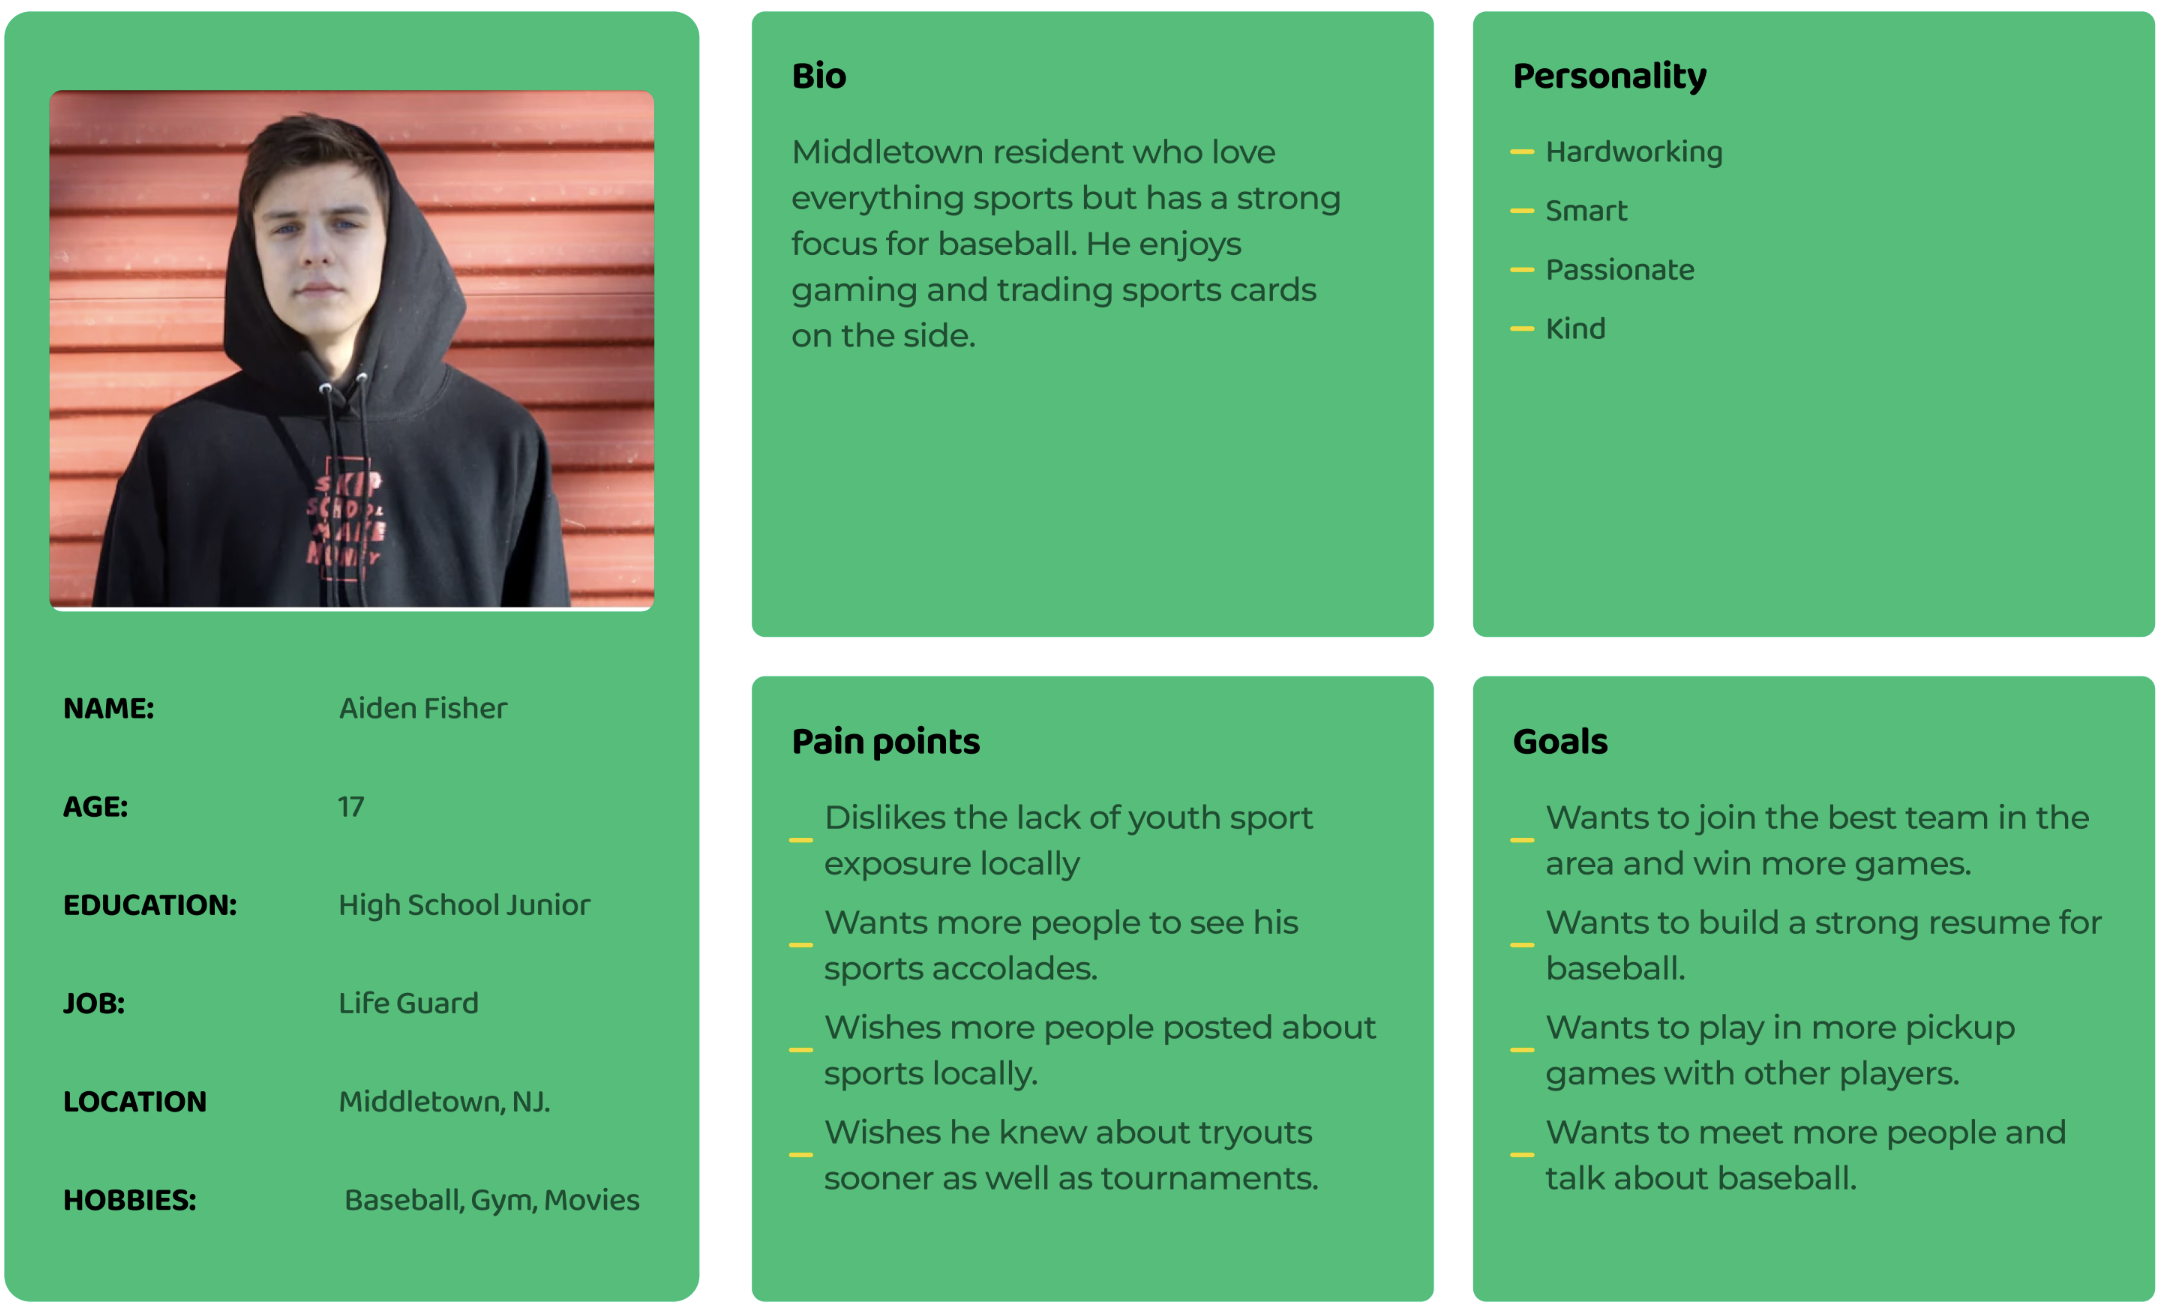 SKIP
SCHOOL
MAKE
MONEY
NAME: Aiden Fisher
AGE: 17
EDUCATION: High School Junior
JOB: Life Guard
LOCATION Middletown, NJ.
HOBBIES: Baseball, Gym, Movies
Bio
Middletown resident who love
everything sports but has a strong
focus for baseball. He enjoys
gaming and trading sports cards
on the side.
Personality
Hardworking
Smart
Passionate
Kind
Pain points
Dislikes the lack of youth sport
exposure locally
Wants more people to see his
sports accolades.
Wishes more people posted about
sports locally.
Wishes he knew about tryouts
sooner as well as tournaments.
Goals
Wants to join the best team in the
area and win more games.
Wants to build a strong resume for
baseball.
Wants to play in more pickup
games with other players.
Wants to meet more people and
talk about baseball.